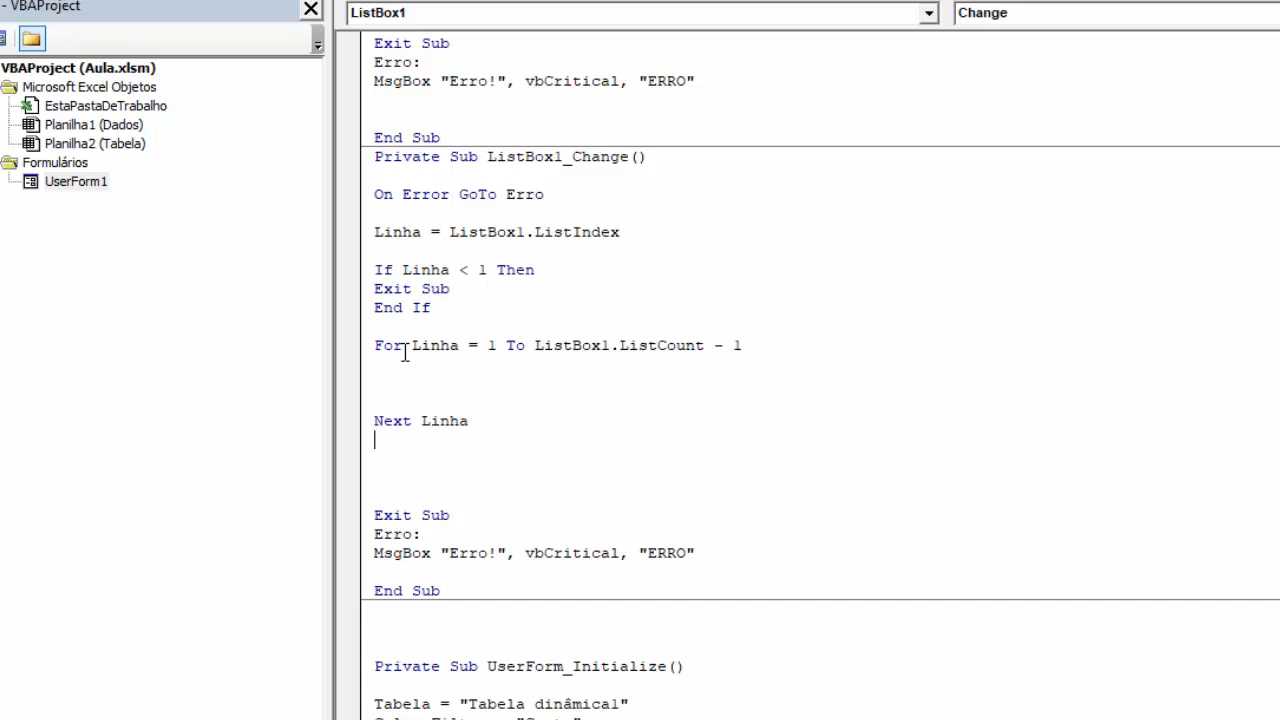 - VBAProject
ListBox1
Change
VBAProject (Aula.xlsm)
Microsoft Excel Objetos
EstaPastaDeTrabalho
Planilha1 (Dados)
Planilha2 (Tabela)
Formulários
UserForm1
Exit Sub
Erro:
MsgBox "Erro!", vbCritical, "ERRO"
End Sub
Private Sub ListBox1_Change()
On Error GoTo Erro
Linha = ListBox1.ListIndex
If Linha < 1 Then
Exit Sub
End If
For Linha = 1 To ListBox1.ListCount - 1
Next Linha
Exit Sub
Erro:
MsgBox "Erro!", vbCritical, "ERRO"
End Sub
Private Sub UserForm_Initialize()
Tabela = "Tabela dinâmica1"